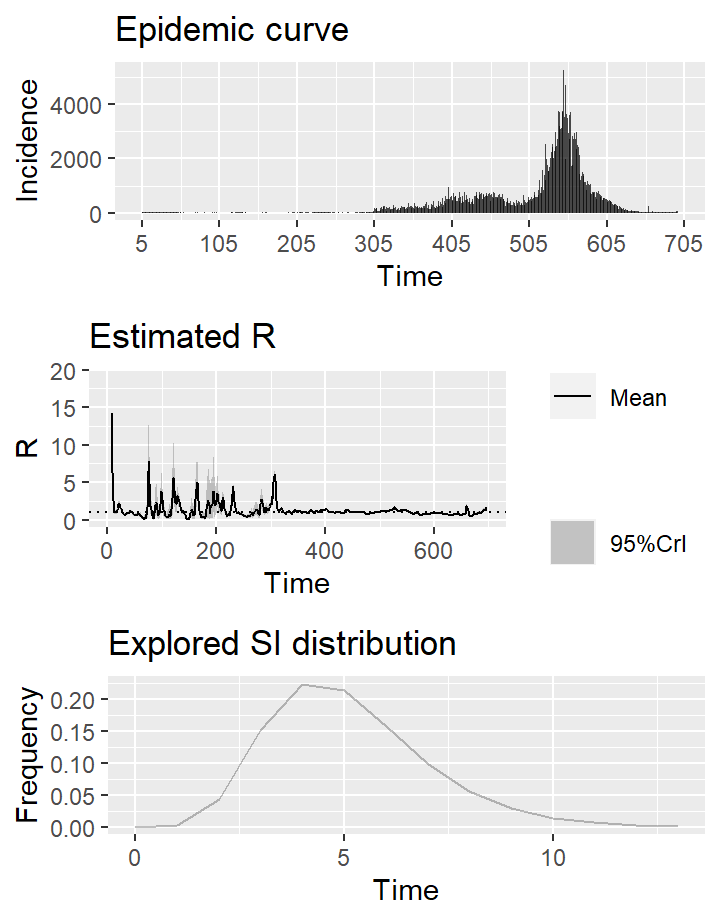 Epidemic curve
Incidence
4000
2000
0
5 105 205 305 405 505 605 705
Time
Estimated R
R
20
15
10
5
0
0 200 400 600
Time
Mean
95%CrI
Explored SI distribution
Frequency
0.20
0.15
0.10
0.05
0.00
0 5 10
Time